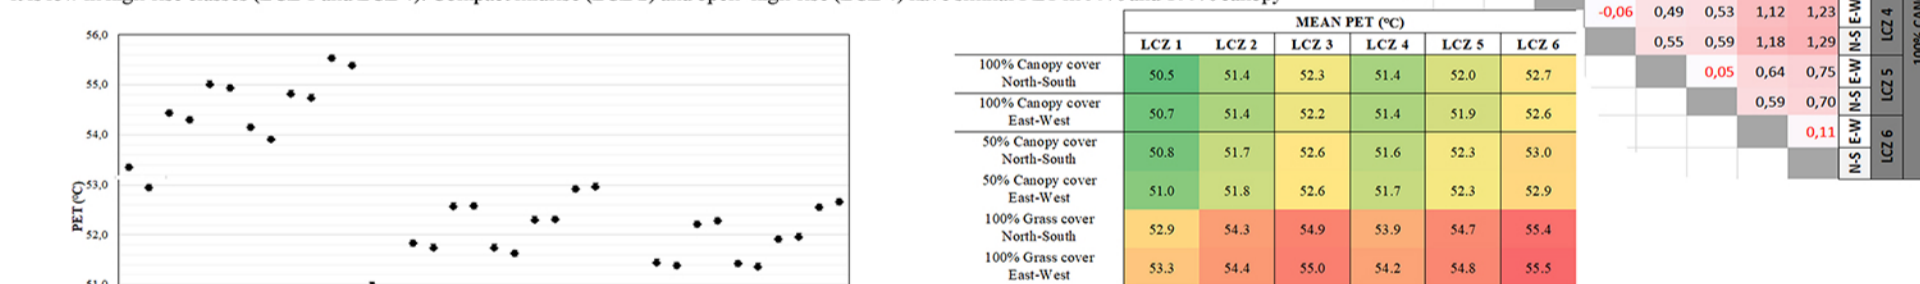 56,0
55,0
54,0
53,0
52,0
PET (ºC)
MEAN PET (ºC)
LCZ 1 LCZ 2 LCZ 3 LCZ 4 LCZ 5 LCZ 6
100% Canopy cover
North-South 50.5 51.4 52.3 51.4 52.0 52.7
100% Canopy cover
East-West 50.7 51.4 52.2 51.4 51.9 52.6
50% Canopy cover
North-South 50.8 51.7 52.6 51.6 52.3 53.0
50% Canopy cover
East-West 51.0 51.8 52.6 51.7 52.3 52.9
100% Grass cover
North-South 52.9 54.3 54.9 53.9 54.7 55.4
100% Grass cover
East-West 53.3 54.4 55.0 54.2 54.8 55.5
-0,06 0,49 0,53 1,12 1,23 E-W
0,55 0,59 1,18 1,29 N-S
LCZ 4
0,05 0,64 0,75 E-W
0,59 0,70 N-S
LCZ 5
0,11 E-W
N-S
LCZ 6